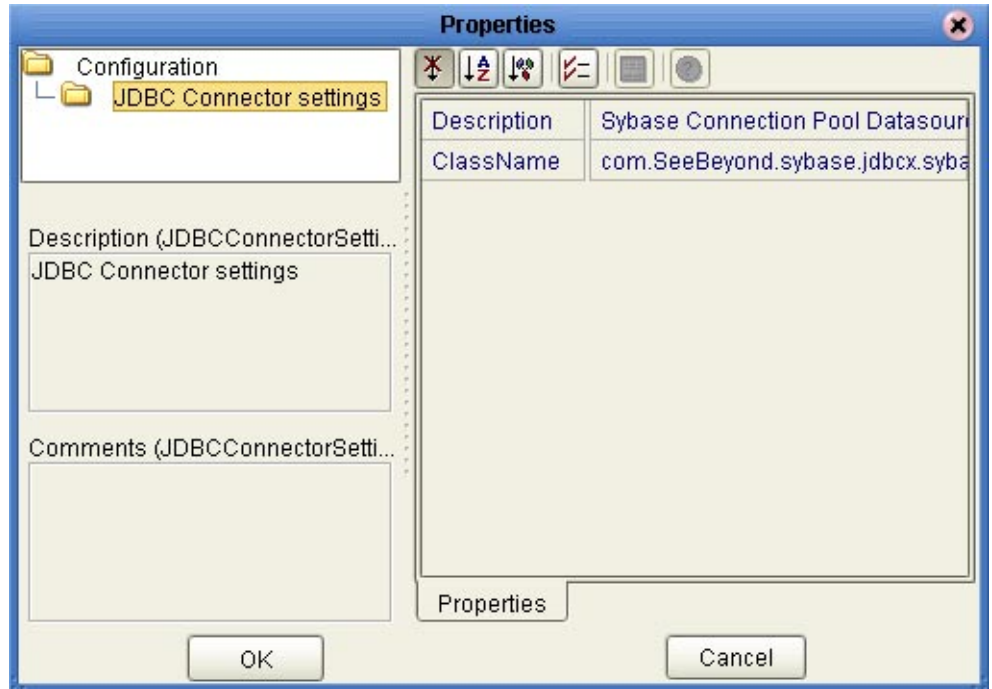 Properties
Configuration
JDBC Connector settings
Description (JDBCConnectorSetti...
JDBC Connector settings
Comments (JDBCConnectorSetti...
Description Sybase Connection Pool Datasour
ClassName com.SeeBeyond.sybase.jdbcx.syba
Properties
OK
Cancel